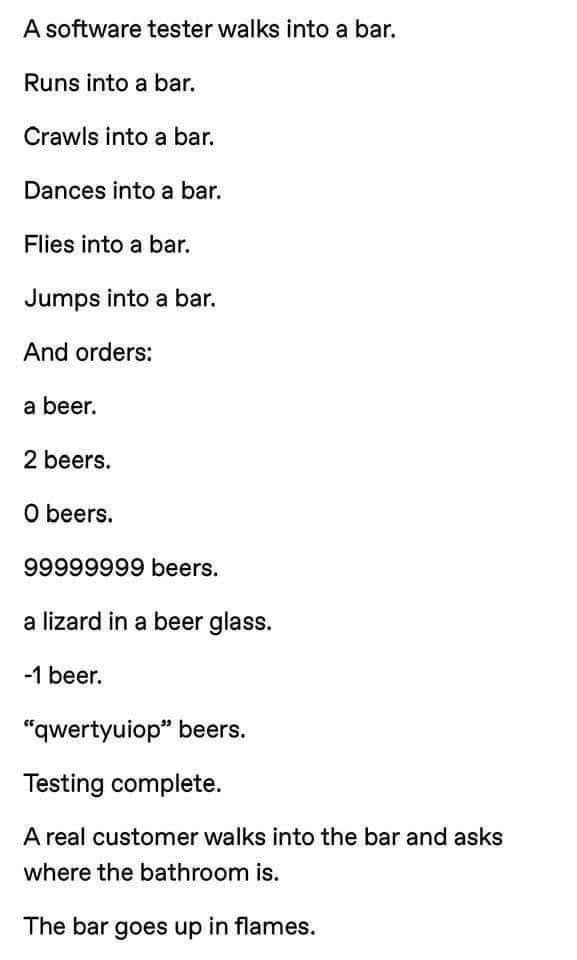 A software tester walks into a bar.
Runs into a bar.
Crawls into a bar.
Dances into a bar.
Flies into a bar.
Jumps into a bar.
And orders:
a beer.
2 beers.
0 beers.
99999999 beers.
a lizard in a beer glass.
-1 beer.
“qwertyuiop” beers.
Testing complete.
A real customer walks into the bar and asks
where the bathroom is.
The bar goes up in flames.